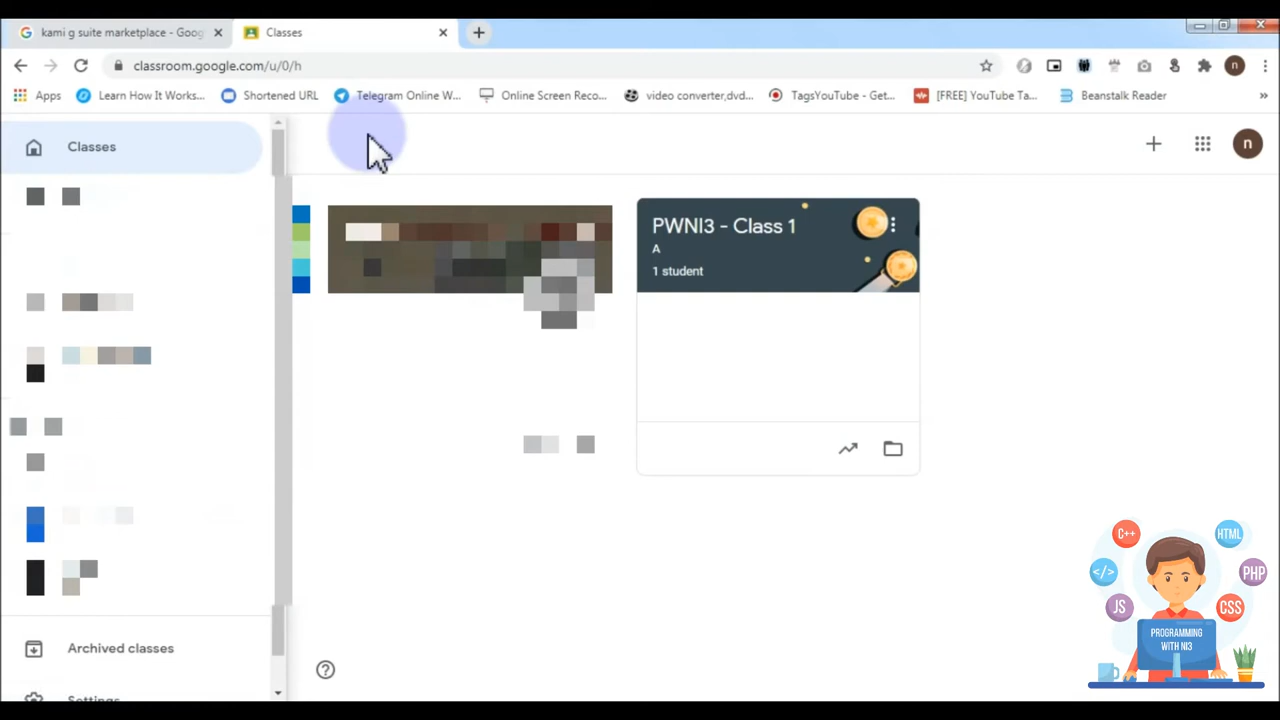 kami g suite marketplace - Goog
Classes
classroom.google.com/u/0/h
n
Apps
Learn How It Works...
Shortened URL
Telegram Online W...
Online Screen Reco...
video converter,dvd...
TagsYouTube - Get...
[FREE] YouTube Ta...
Beanstalk Reader
»
Classes
n
PWNI3 - Class 1
A
1 student
Archived classes
Settings
C++
HTML
</>
PHP
JS
CSS
PROGRAMMING
WITH NI3